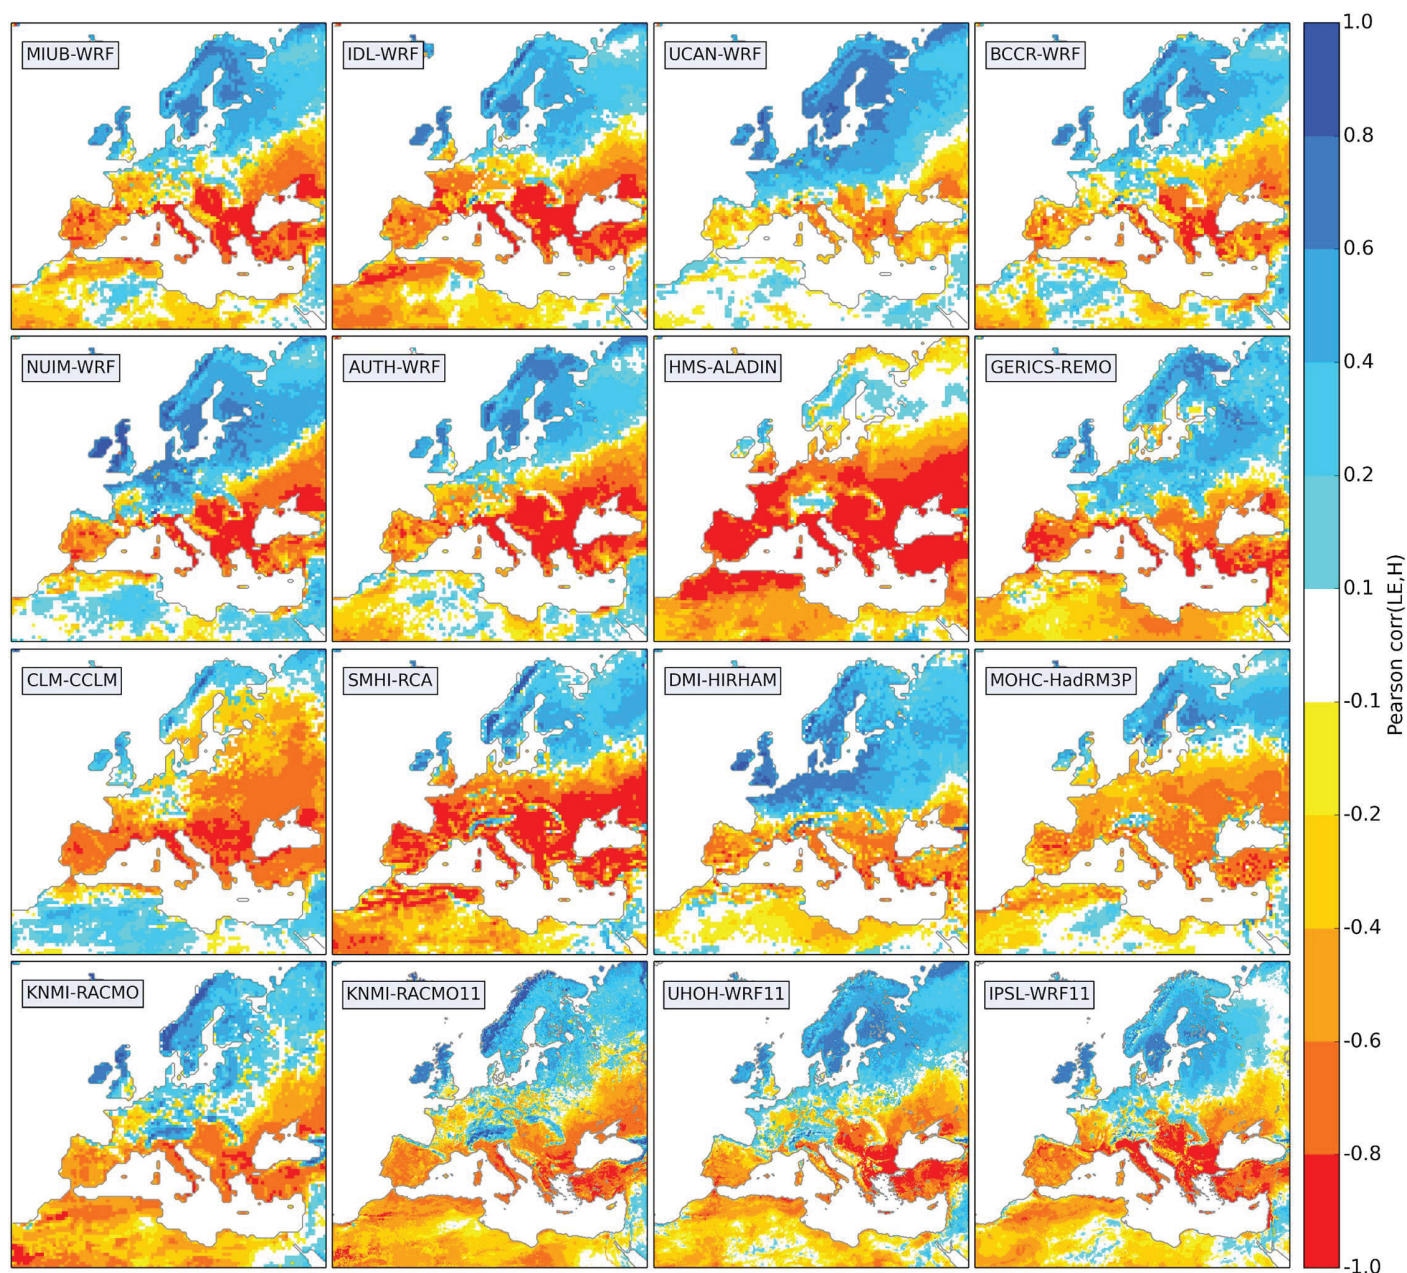 MIUB-WRF
IDL-WRF
UCAN-WRF
BCCR-WRF
NUIM-WRF
AUTH-WRF
HMS-ALADIN
GERICS-REMO
CLM-CCLM
SMHI-RCA
DMI-HIRHAM
MOHC-HadRM3P
KNMI-RACMO
KNMI-RACMO11
UHOH-WRF11
IPSL-WRF11
1.0
0.8
0.6
0.4
0.2
0.1
-0.1
-0.2
-0.4
-0.6
-0.8
-1.0
Pearson corr(LE,H)